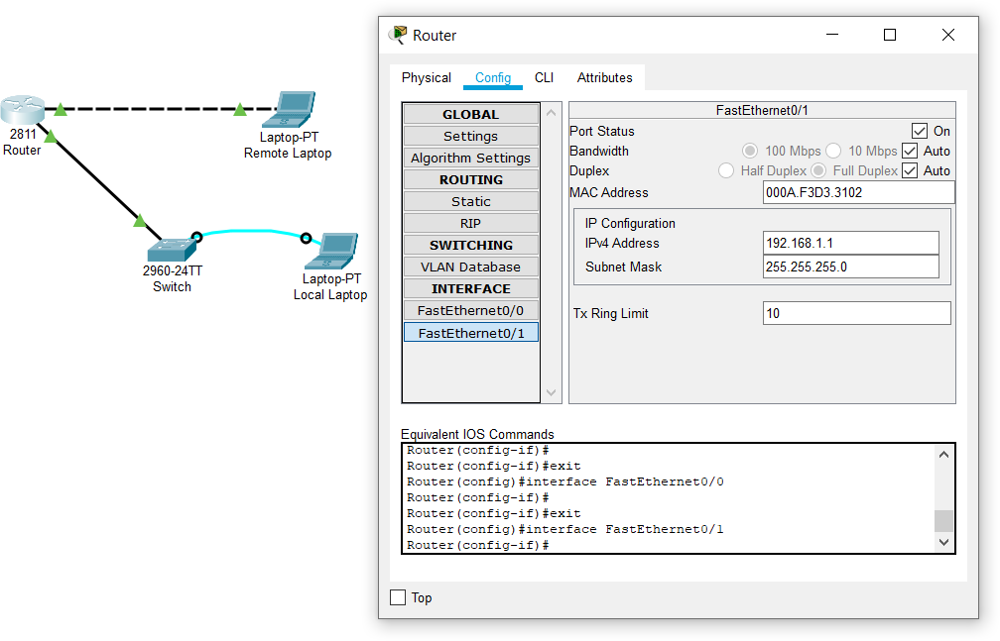 Router
Physical Config CLI Attributes
2811
Router
Laptop-PT
Remote Laptop
2960-24TT
Switch
Laptop-PT
Local Laptop
GLOBAL
Settings
Algorithm Settings
ROUTING
Static
RIP
SWITCHING
VLAN Database
INTERFACE
FastEthernet0/0
FastEthernet0/1
FastEthernet0/1
Port Status On
Bandwidth 100 Mbps 10 Mbps Auto
Duplex Half Duplex Full Duplex Auto
MAC Address 000A.F3D3.3102
IP Configuration
IPv4 Address 192.168.1.1
Subnet Mask 255.255.255.0
Tx Ring Limit 10
Equivalent IOS Commands
Router(config-if)#
Router(config-if)#exit
Router(config)#interface FastEthernet0/0
Router(config-if)#
Router(config-if)#exit
Router(config)#interface FastEthernet0/1
Router(config-if)#
Top